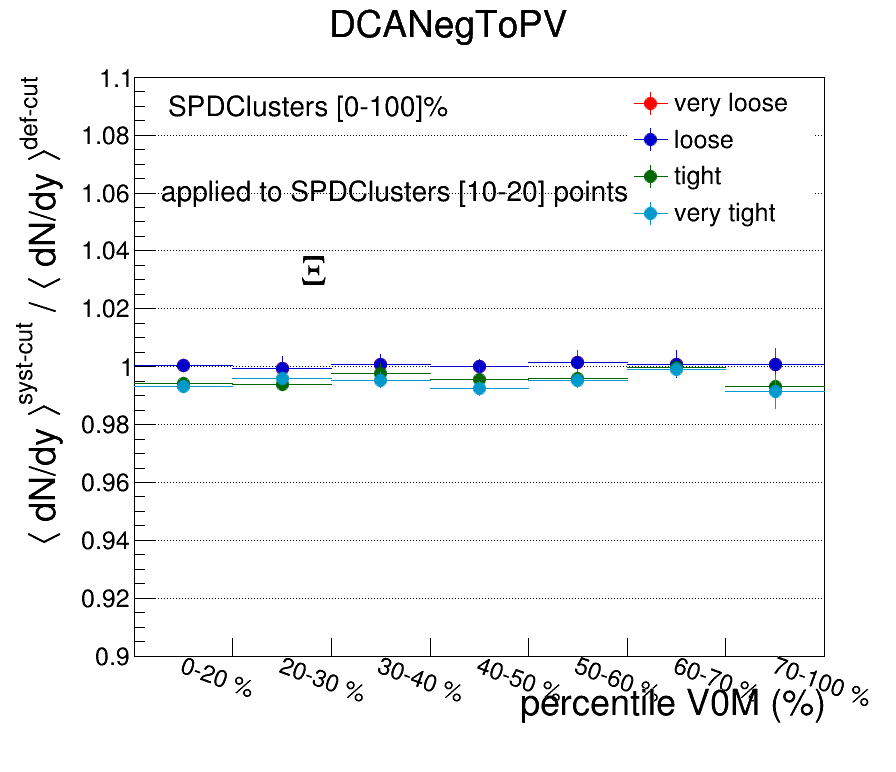 DCANegToPV
⟨ dN/dy ⟩^syst-cut / ⟨ dN/dy ⟩^def-cut
1.1
1.08
1.06
1.04
1.02
1
0.98
0.96
0.94
0.92
0.9
SPDClusters [0-100]%
applied to SPDClusters [10-20] points
Ξ
very loose
loose
tight
very tight
0-20 %
20-30 %
30-40 %
40-50 %
50-60 %
60-70 %
70-100 %
percentile V0M (%)